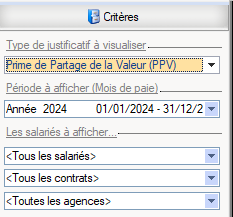 Critères
Type de justificatif à visualiser
Prime de Partage de la Valeur (PPV)
Période à afficher (Mois de paie)
Année 2024 01/01/2024 - 31/12/2
Les salariés à afficher...
<Tous les salariés>
<Tous les contrats>
<Toutes les agences>